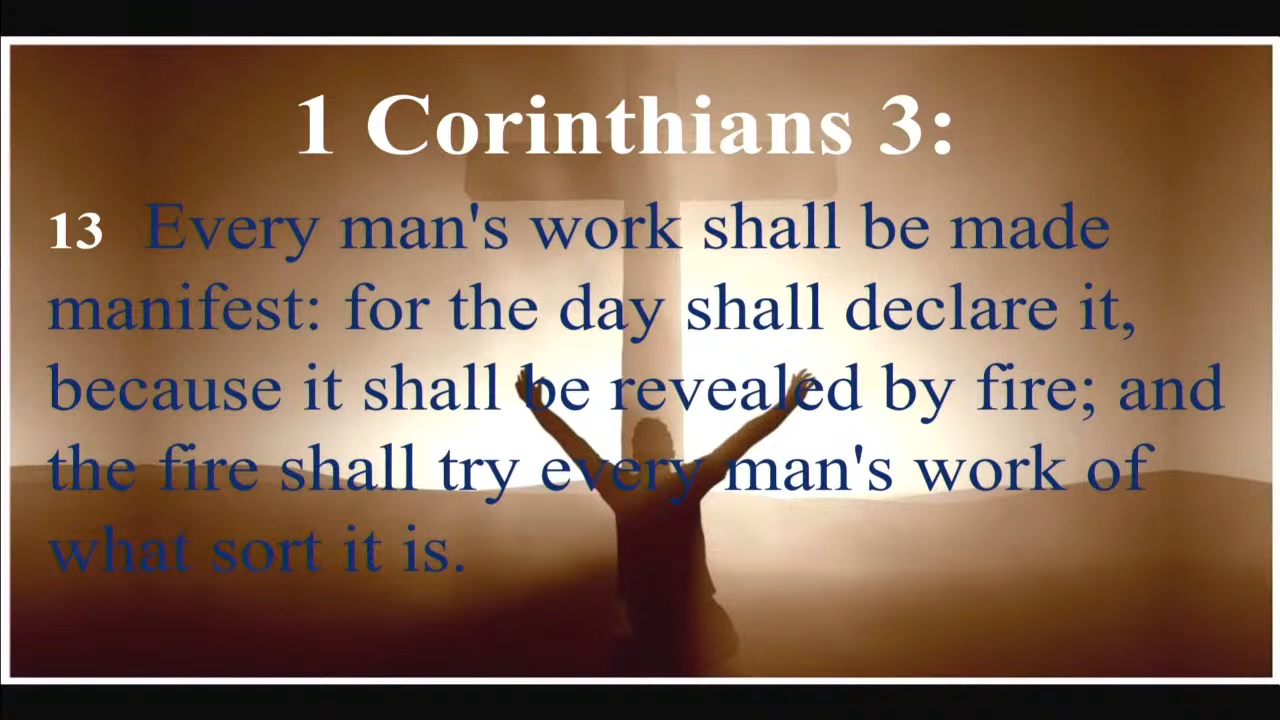 1 Corinthians 3:
13 Every man's work shall be made
manifest: for the day shall declare it,
because it shall be revealed by fire; and
the fire shall try every man's work of
what sort it is.